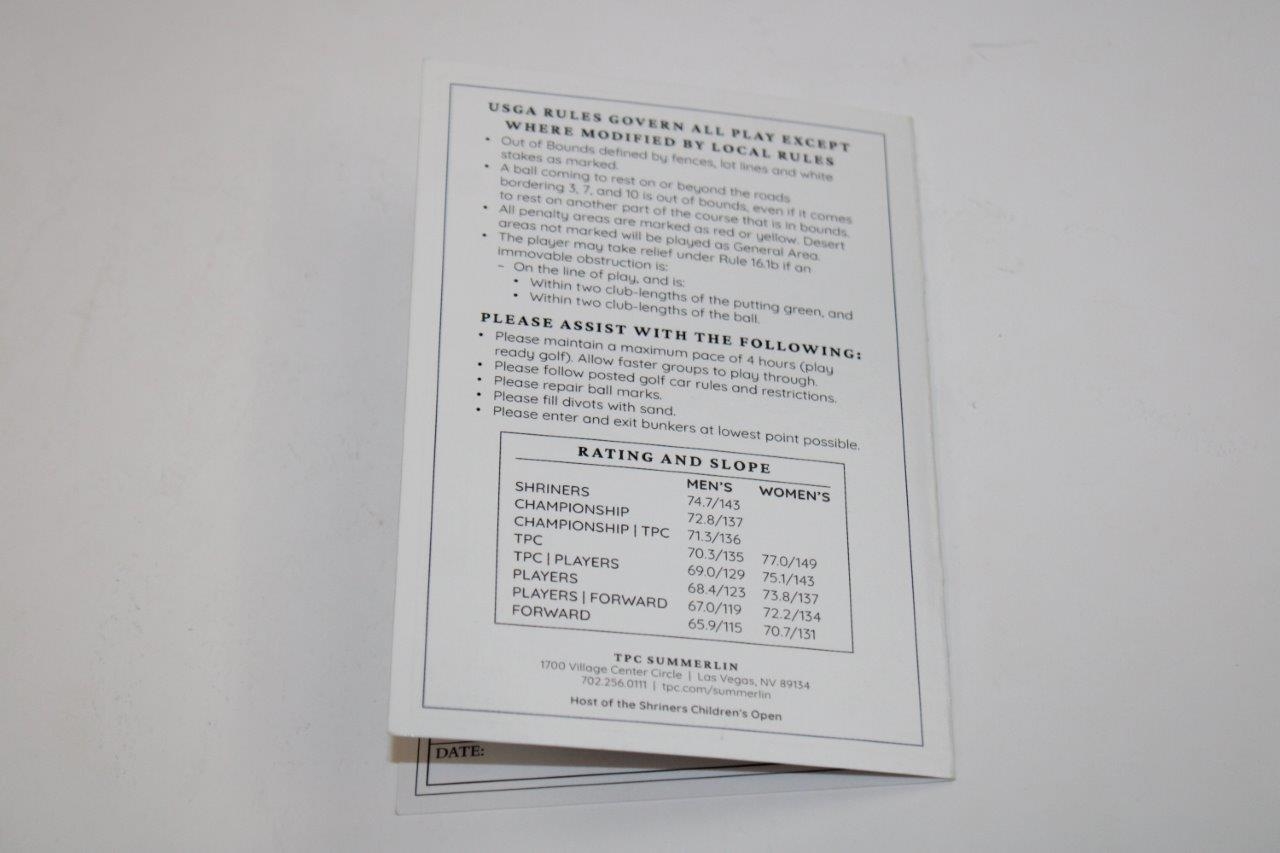 USGA RULES GOVERN ALL PLAY EXCEPT
WHERE MODIFIED BY LOCAL RULES
• Out of Bounds defined by fences, lot lines and white
stakes as marked.
• A ball coming to rest on or beyond the roads
bordering 3, 7, and 10 is out of bounds, even if it comes
to rest on another part of the course that is in bounds.
• All penalty areas are marked as red or yellow. Desert
areas not marked will be played as General Area.
• The player may take relief under Rule 16.1b if an
immovable obstruction is:
– On the line of play, and is:
• Within two club-lengths of the putting green, and
• Within two club-lengths of the ball.
PLEASE ASSIST WITH THE FOLLOWING:
• Please maintain a maximum pace of 4 hours (play
ready golf). Allow faster groups to play through.
• Please follow posted golf car rules and restrictions.
• Please repair ball marks.
• Please fill divots with sand.
• Please enter and exit bunkers at lowest point possible.
RATING AND SLOPE
MEN'S WOMEN'S
SHRINERS 74.7/143
CHAMPIONSHIP 72.8/137
CHAMPIONSHIP | TPC 71.3/136
TPC 70.3/135 77.0/149
TPC | PLAYERS 69.0/129 75.1/143
PLAYERS 68.4/123 73.8/137
PLAYERS | FORWARD 67.0/119 72.2/134
FORWARD 65.9/115 70.7/131
TPC SUMMERLIN
1700 Village Center Circle | Las Vegas, NV 89134
702.256.0111 | tpc.com/summerlin
Host of the Shriners Children's Open
DATE: